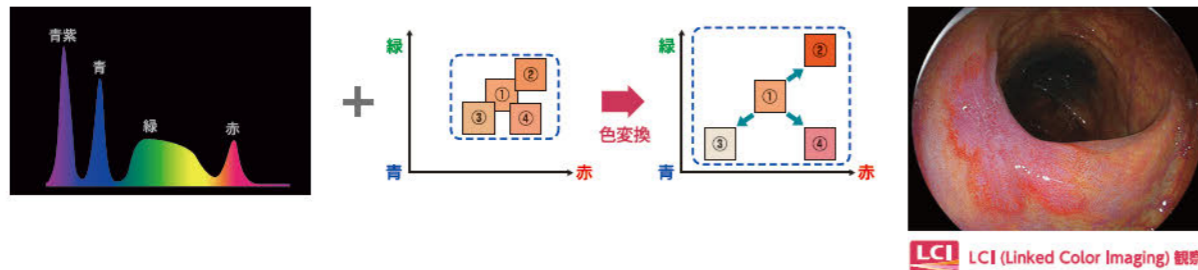 青紫
青
緑
赤
緑
①
②
③
④
青
赤
色変換
緑
②
①
③
④
青
赤
LCI
LCI (Linked Color Imaging) 観察